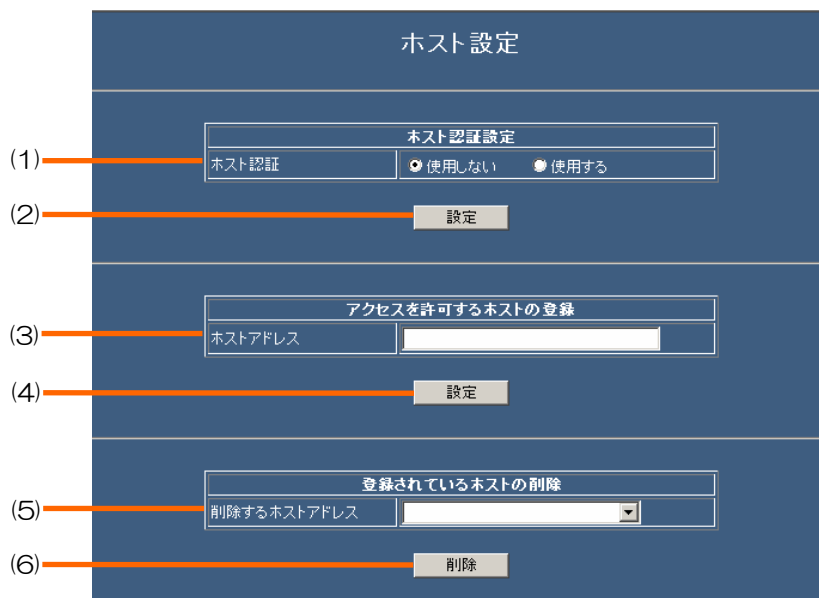 ホスト設定
ホスト認証設定
(1) ホスト認証 使用しない 使用する
(2) 設定
アクセスを許可するホストの登録
(3) ホストアドレス
(4) 設定
登録されているホストの削除
(5) 削除するホストアドレス
(6) 削除